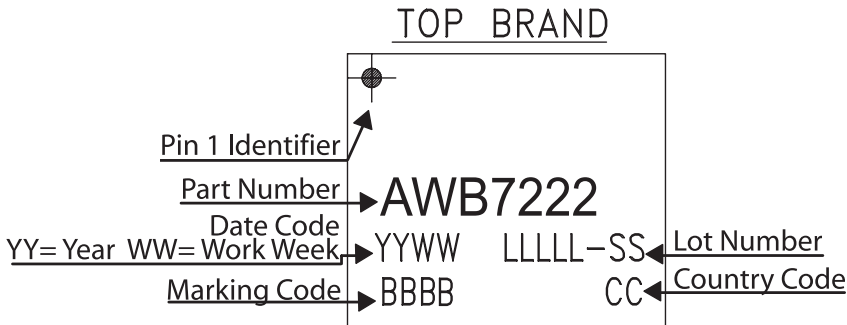 TOP BRAND
Pin 1 Identifier
Part Number AWB7222
Date Code
YY= Year WW= Work Week YYWW LLLLL-SS Lot Number
Marking Code BBBB CC Country Code